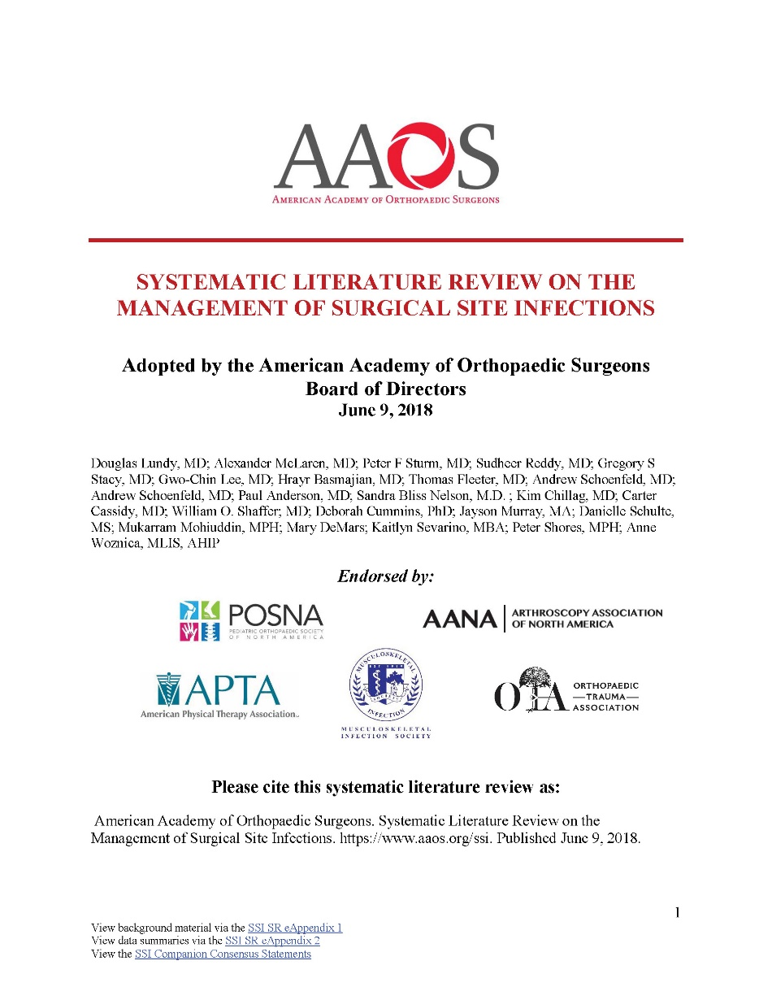 AAOS
AMERICAN ACADEMY OF ORTHOPAEDIC SURGEONS
SYSTEMATIC LITERATURE REVIEW ON THE
MANAGEMENT OF SURGICAL SITE INFECTIONS
Adopted by the American Academy of Orthopaedic Surgeons
Board of Directors
June 9, 2018
Douglas Lundy, MD; Alexander McLaren, MD; Peter F Sturm, MD; Sudheer Reddy, MD; Gregory S
Stacy, MD; Gwo-Chin Lee, MD; Hrayr Basmajian, MD; Thomas Fleeter, MD; Andrew Schoenfeld, MD;
Andrew Schoenfeld, MD; Paul Anderson, MD; Sandra Bliss Nelson, M.D. ; Kim Chillag, MD; Carter
Cassidy, MD; William O. Shaffer; MD; Deborah Cummins, PhD; Jayson Murray, MA; Danielle Schulte,
MS; Mukarram Mohiuddin, MPH; Mary DeMars; Kaitlyn Sevarino, MBA; Peter Shores, MPH; Anne
Woznica, MLIS, AHIP
Endorsed by:
POSNA
PEDIATRIC ORTHOPAEDIC SOCIETY
OF NORTH AMERICA
AANA
ARTHROSCOPY ASSOCIATION
OF NORTH AMERICA
APTA
American Physical Therapy Association
MUSCULOSKELETAL
INFECTION
SOCIETY
MUSCULOSKELETAL
INFECTION SOCIETY
OTA
ORTHOPAEDIC
TRAUMA
ASSOCIATION
Please cite this systematic literature review as:
American Academy of Orthopaedic Surgeons. Systematic Literature Review on the
Management of Surgical Site Infections. https://www.aaos.org/ssi. Published June 9, 2018.
1
View background material via the SSI SR eAppendix 1
View data summaries via the SSI SR eAppendix 2
View the SSI Companion Consensus Statements